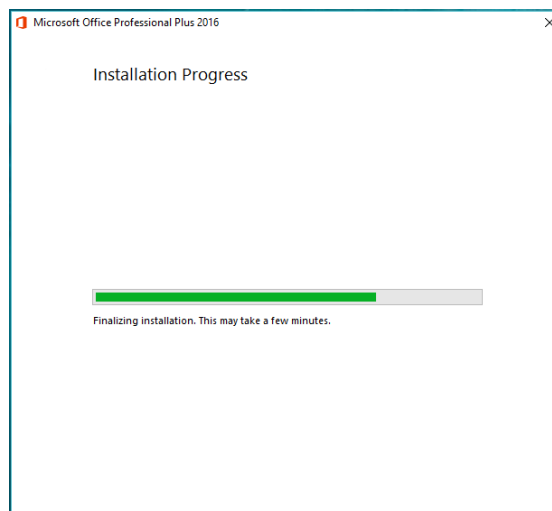 Microsoft Office Professional Plus 2016
Installation Progress
Finalizing installation. This may take a few minutes.